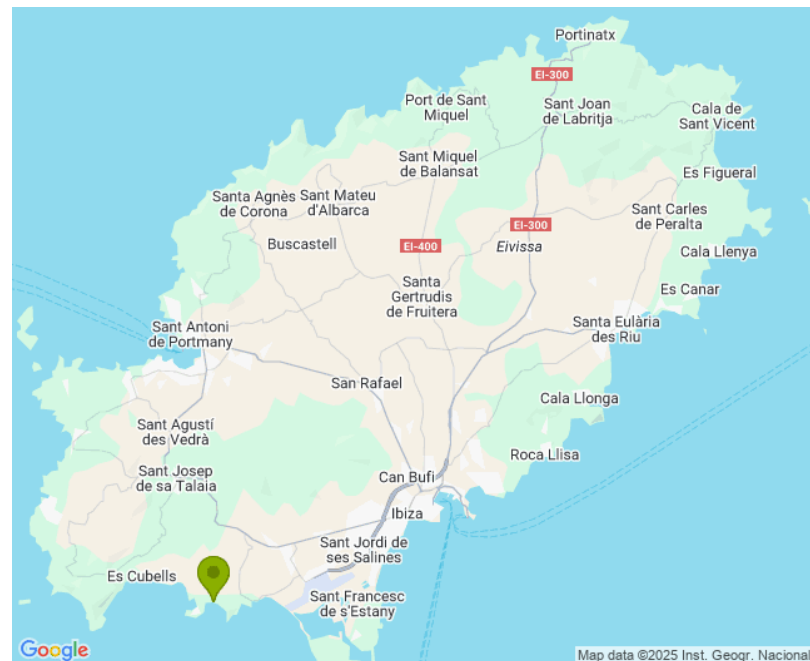 Portinatx
EI-300
Port de Sant
Miquel
Sant Joan
de Labritja
Cala de
Sant Vicent
Sant Miquel
de Balansat
Es Figueral
Santa Agnès
de Corona
Sant Mateu
d'Albarca
Sant Carles
de Peralta
EI-300
Buscastell
EI-400
Eivissa
Cala Llenya
Santa
Gertrudis
de Fruitera
Es Canar
Sant Antoni
de Portmany
Santa Eulària
des Riu
San Rafael
Cala Llonga
Sant Agustí
des Vedrà
Roca Llisa
Sant Josep
de sa Talaia
Can Bufi
Ibiza
Sant Jordi de
ses Salines
Es Cubells
Sant Francesc
de s'Estany
Google
Map data ©2025 Inst. Geogr. Nacional